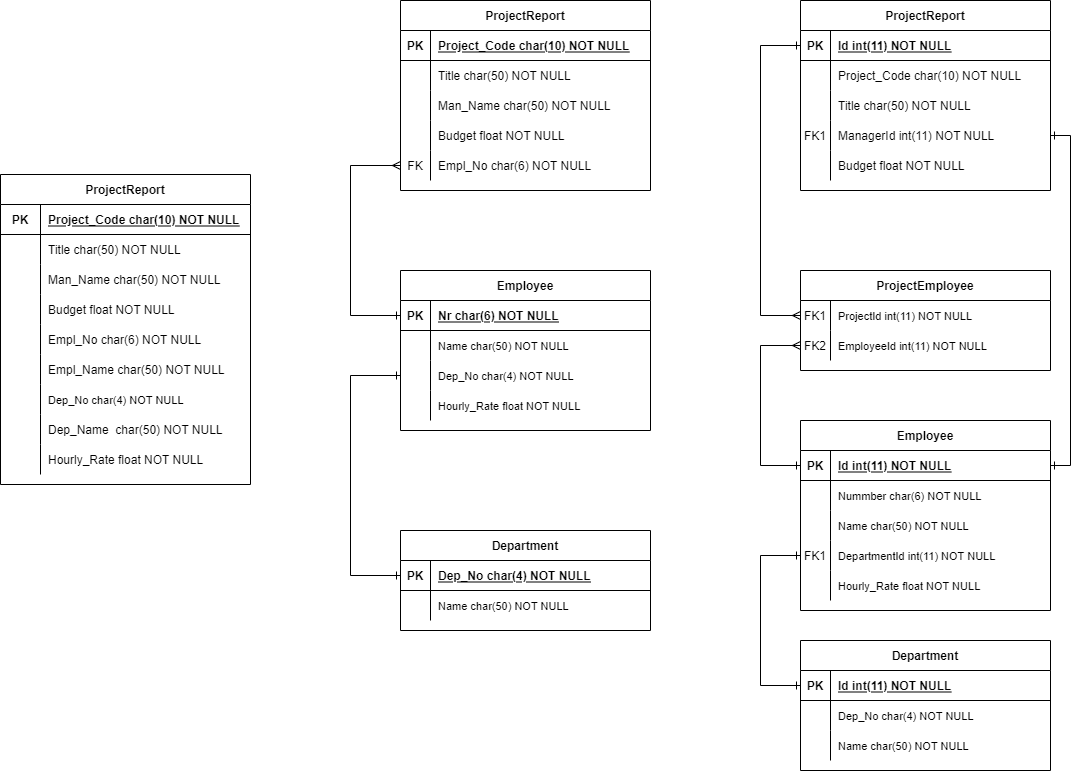 ProjectReport
PK Project_Code char(10) NOT NULL
Title char(50) NOT NULL
Man_Name char(50) NOT NULL
Budget float NOT NULL
Empl_No char(6) NOT NULL
Empl_Name char(50) NOT NULL
Dep_No char(4) NOT NULL
Dep_Name  char(50) NOT NULL
Hourly_Rate float NOT NULL
ProjectReport
PK Project_Code char(10) NOT NULL
Title char(50) NOT NULL
Man_Name char(50) NOT NULL
Budget float NOT NULL
FK Empl_No char(6) NOT NULL
Employee
PK Nr char(6) NOT NULL
Name char(50) NOT NULL
Dep_No char(4) NOT NULL
Hourly_Rate float NOT NULL
Department
PK Dep_No char(4) NOT NULL
Name char(50) NOT NULL
ProjectReport
PK Id int(11) NOT NULL
Project_Code char(10) NOT NULL
Title char(50) NOT NULL
FK1 ManagerId int(11) NOT NULL
Budget float NOT NULL
ProjectEmployee
FK1 ProjectId int(11) NOT NULL
FK2 EmployeeId int(11) NOT NULL
Employee
PK Id int(11) NOT NULL
Nummber char(6) NOT NULL
Name char(50) NOT NULL
FK1 DepartmentId int(11) NOT NULL
Hourly_Rate float NOT NULL
Department
PK Id int(11) NOT NULL
Dep_No char(4) NOT NULL
Name char(50) NOT NULL